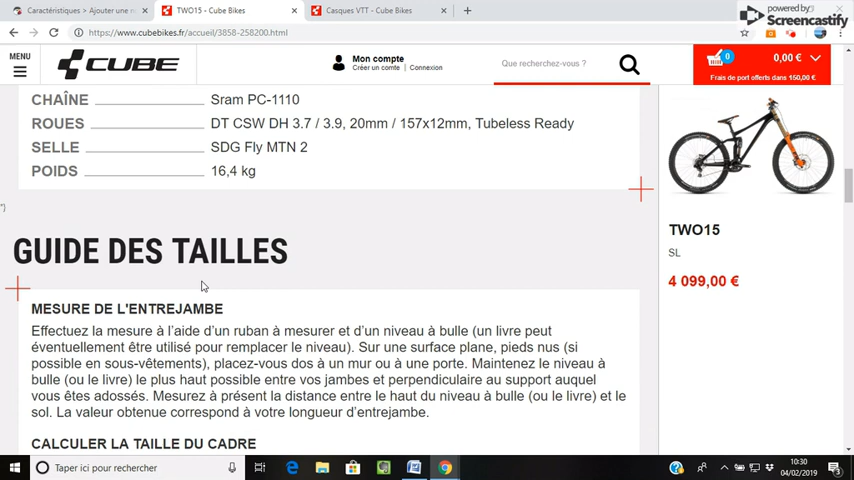 Caractéristiques > Ajouter une n
TWO15 - Cube Bikes
Casques VTT - Cube Bikes
powered by
Screencastify
https://www.cubebikes.fr/accueil/3858-258200.html
MENU
CUBE
Mon compte
Créer un comte | Connexion
Que recherchez-vous ?
0
0,00 €
Frais de port offerts dans 150,00 €
CHAÎNE Sram PC-1110
ROUES DT CSW DH 3.7 / 3.9, 20mm / 157x12mm, Tubeless Ready
SELLE SDG Fly MTN 2
POIDS 16,4 kg
")
GUIDE DES TAILLES
MESURE DE L'ENTREJAMBE
Effectuez la mesure à l'aide d'un ruban à mesurer et d'un niveau à bulle (un livre peut
éventuellement être utilisé pour remplacer le niveau). Sur une surface plane, pieds nus (si
possible en sous-vêtements), placez-vous dos à un mur ou à une porte. Maintenez le niveau à
bulle (ou le livre) le plus haut possible entre vos jambes et perpendiculaire au support auquel
vous êtes adossés. Mesurez à présent la distance entre le haut du niveau à bulle (ou le livre) et le
sol. La valeur obtenue correspond à votre longueur d'entrejambe.
CALCULER LA TAILLE DU CADRE
TWO15
SL
4 099,00 €
Taper ici pour rechercher
10:30
04/02/2019
3